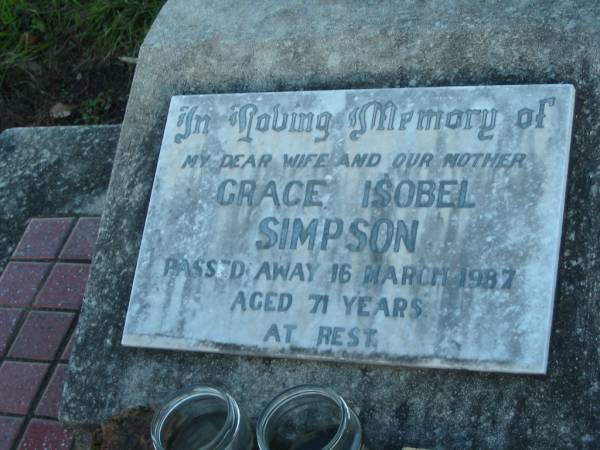 In Loving Memory of
MY DEAR WIFE AND OUR MOTHER
GRACE ISOBEL
SIMPSON
PASSED AWAY 16 MARCH 1987
AGED 71 YEARS
AT REST.